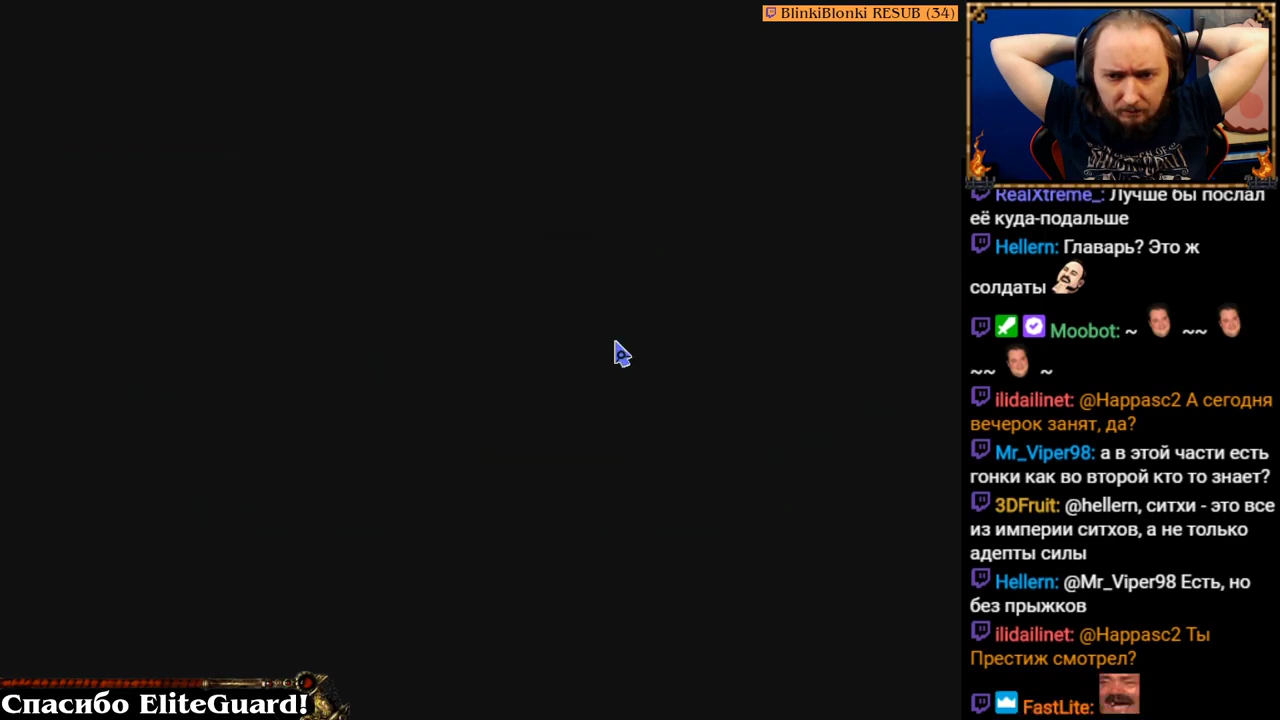 BlinkiBlonki RESUB (34)
RealXtreme_: Лучше бы послал
её куда-подальше
Hellern: Главарь? Это ж
солдаты
Moobot: ~ ~~
~~ ~
ilidailinet: @Happasc2 А сегодня
вечерок занят, да?
Mr_Viper98: а в этой части есть
гонки как во второй кто то знает?
3DFruit: @hellern, ситхи - это все
из империи ситхов, а не только
адепты силы
Hellern: @Mr_Viper98 Есть, но
без прыжков
ilidailinet: @Happasc2 Ты
Престиж смотрел?
FastLite:
Спасибо EliteGuard!